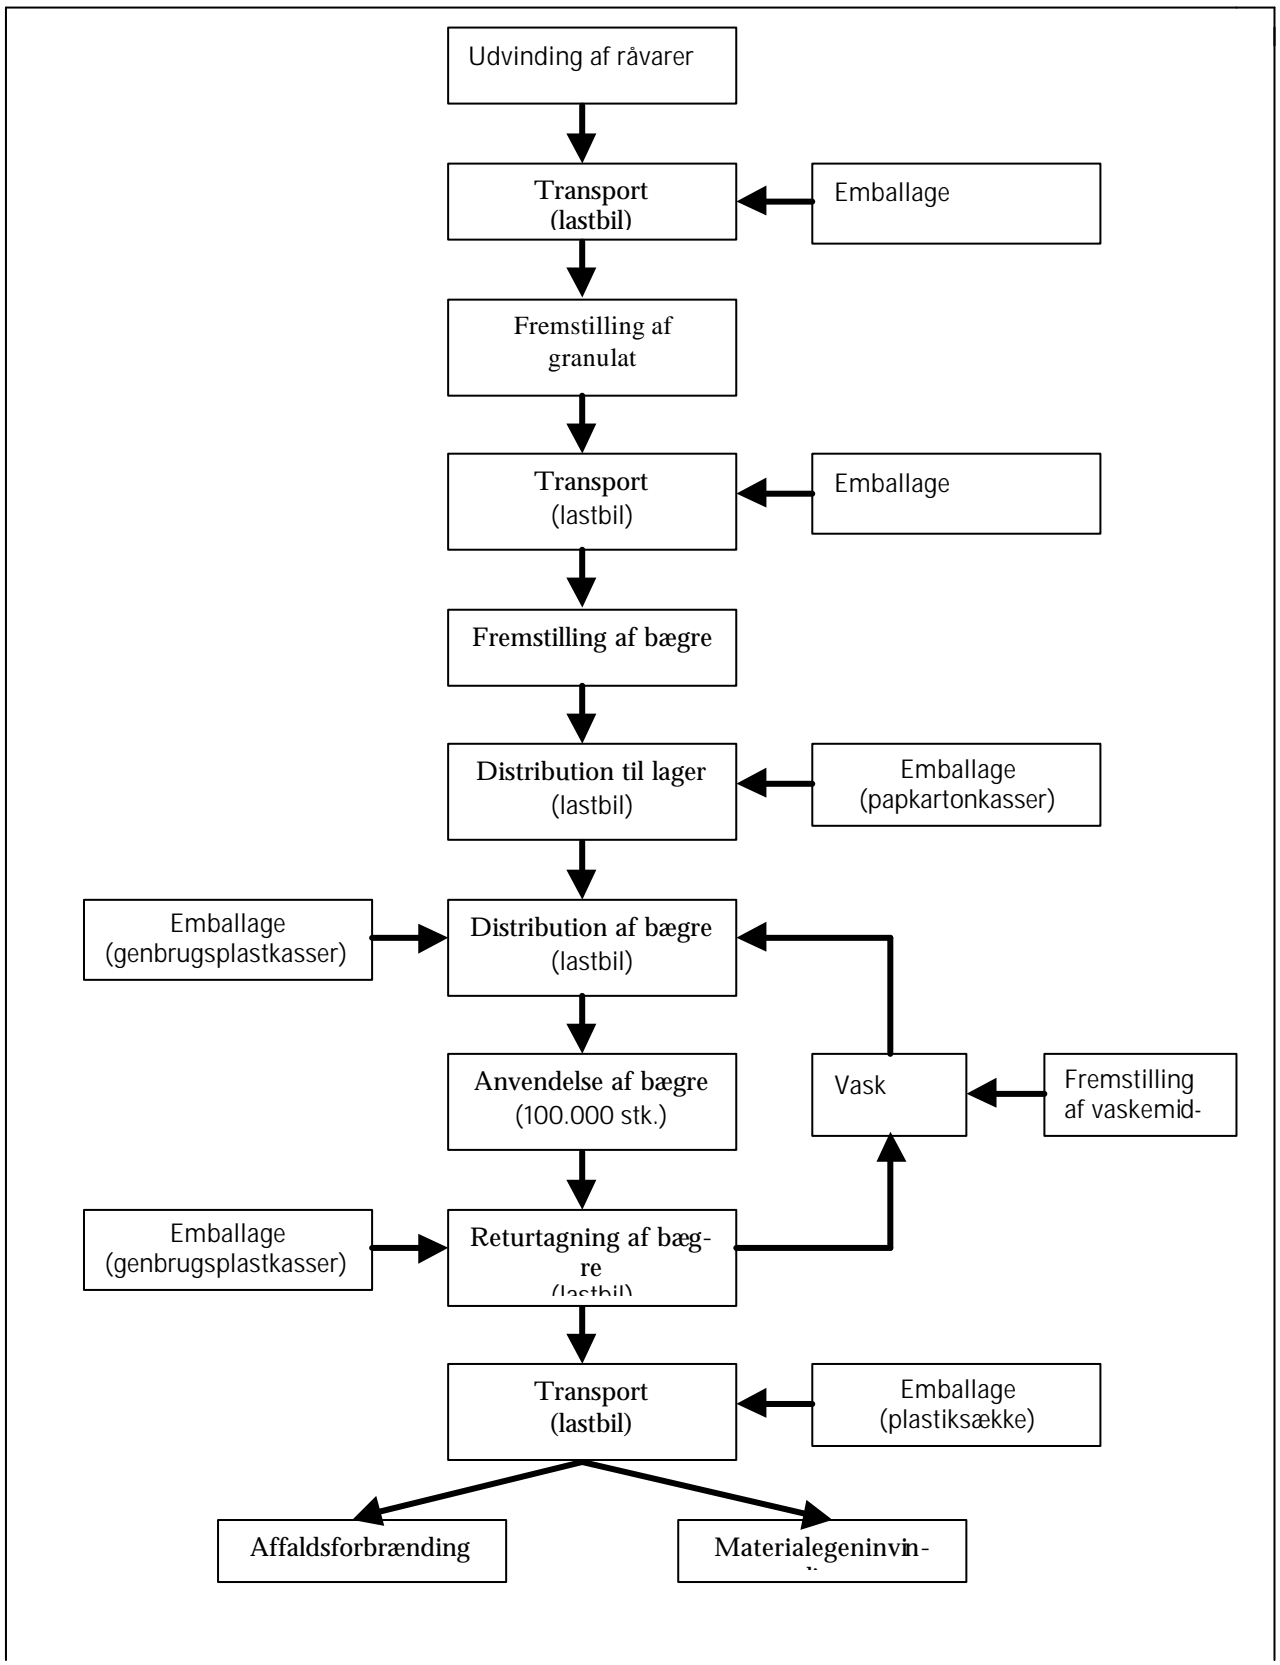 Udvinding af råvarer
Transport
(lastbil)
Emballage
Fremstilling af
granulat
Transport
(lastbil)
Emballage
Fremstilling af bægre
Distribution til lager
(lastbil)
Emballage
(papkartonkasser)
Emballage
(genbrugsplastkasser)
Distribution af bægre
(lastbil)
Anvendelse af bægre
(100.000 stk.)
Vask
Fremstilling
af vaskemid-
Emballage
(genbrugsplastkasser)
Returtagning af bæg-
re
(lastbil)
Transport
(lastbil)
Emballage
(plastiksække)
Affaldsforbrænding
Materialegeninvin-